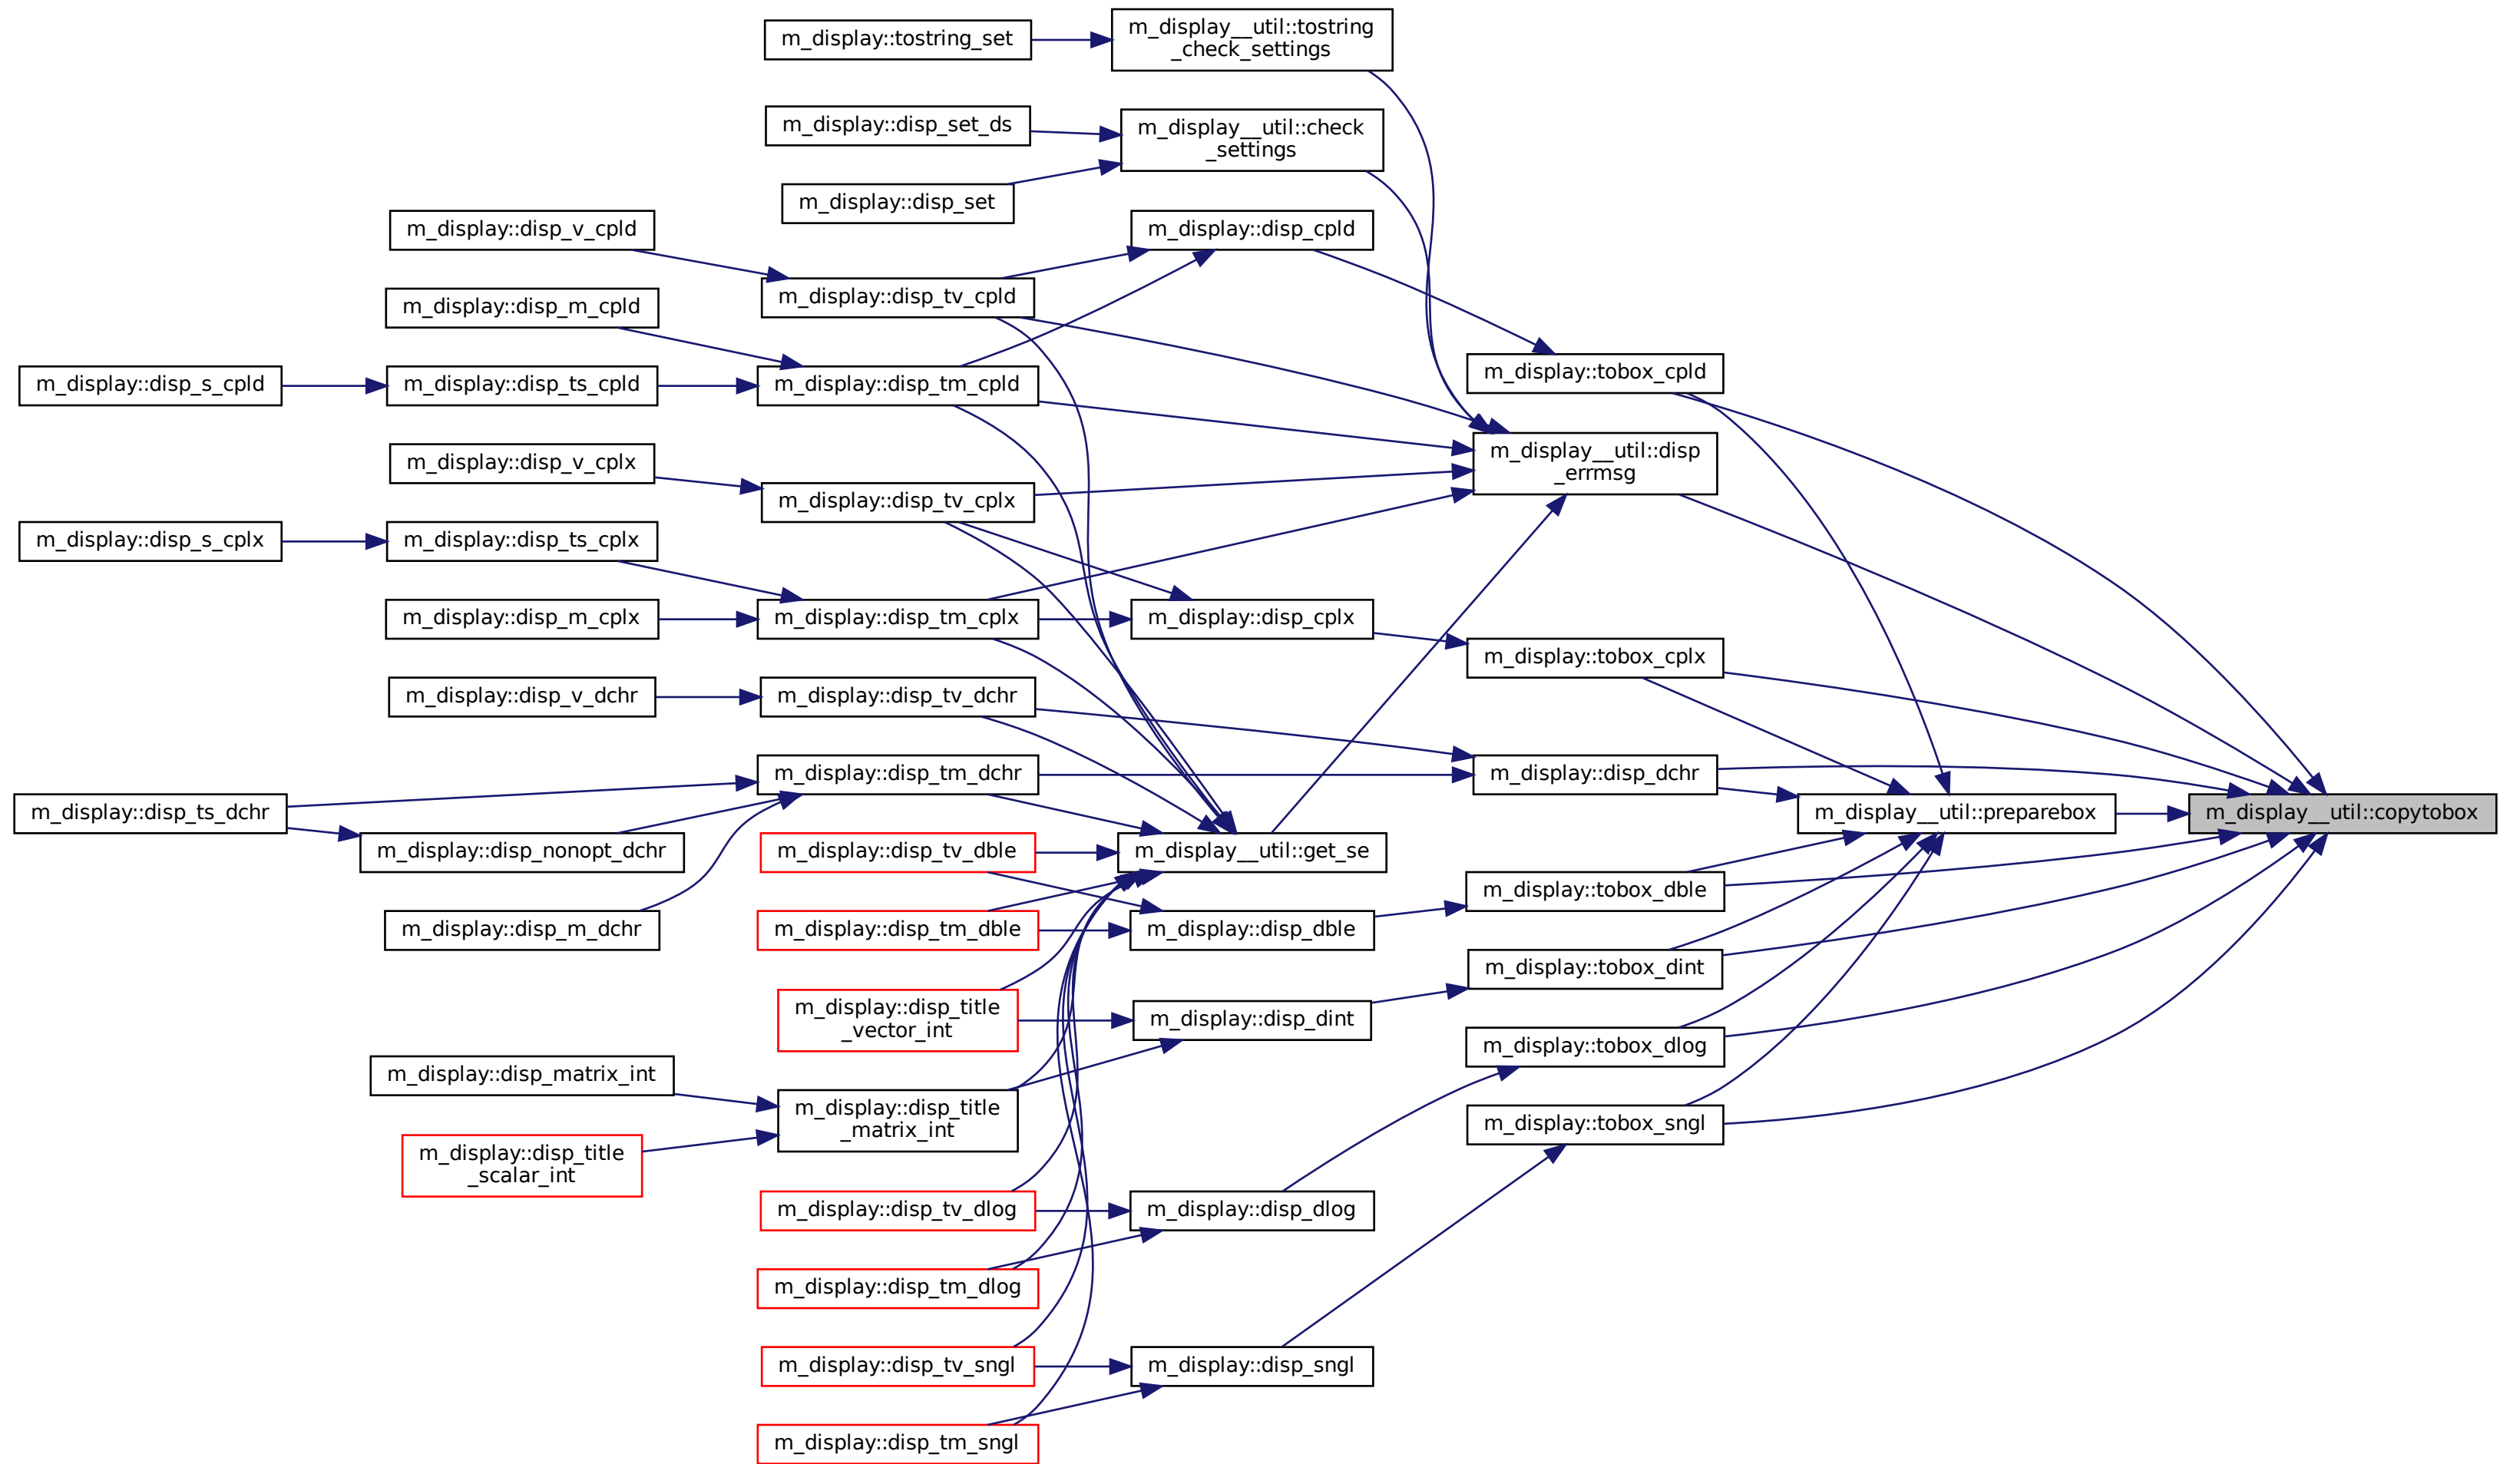 m_display::tostring_set
m_display__util::tostring
_check_settings
m_display::disp_set_ds
m_display__util::check
_settings
m_display::disp_set
m_display::disp_v_cpld
m_display::disp_cpld
m_display::disp_tv_cpld
m_display::disp_m_cpld
m_display::tobox_cpld
m_display::disp_s_cpld
m_display::disp_ts_cpld
m_display::disp_tm_cpld
m_display::disp_v_cplx
m_display__util::disp
_errmsg
m_display::disp_tv_cplx
m_display::disp_s_cplx
m_display::disp_ts_cplx
m_display::disp_m_cplx
m_display::disp_tm_cplx
m_display::disp_cplx
m_display::tobox_cplx
m_display::disp_v_dchr
m_display::disp_tv_dchr
m_display::disp_tm_dchr
m_display::disp_dchr
m_display::disp_ts_dchr
m_display__util::preparebox
m_display__util::copytobox
m_display::disp_nonopt_dchr
m_display::disp_tv_dble
m_display__util::get_se
m_display::tobox_dble
m_display::disp_m_dchr
m_display::disp_tm_dble
m_display::disp_dble
m_display::tobox_dint
m_display::disp_title
_vector_int
m_display::disp_dint
m_display::tobox_dlog
m_display::disp_matrix_int
m_display::disp_title
_matrix_int
m_display::tobox_sngl
m_display::disp_title
_scalar_int
m_display::disp_tv_dlog
m_display::disp_dlog
m_display::disp_tm_dlog
m_display::disp_tv_sngl
m_display::disp_sngl
m_display::disp_tm_sngl